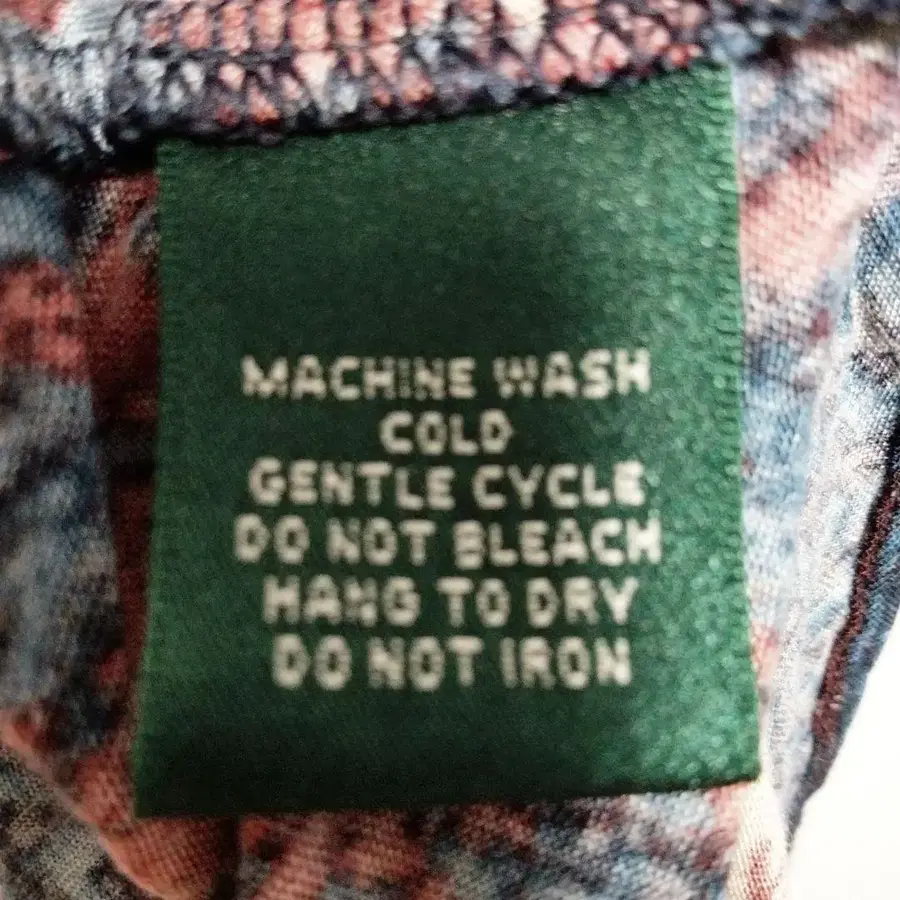 MACHINE WASH
COLD
GENTLE CYCLE
DO NOT BLEACH
HANG TO DRY
DO NOT IRON